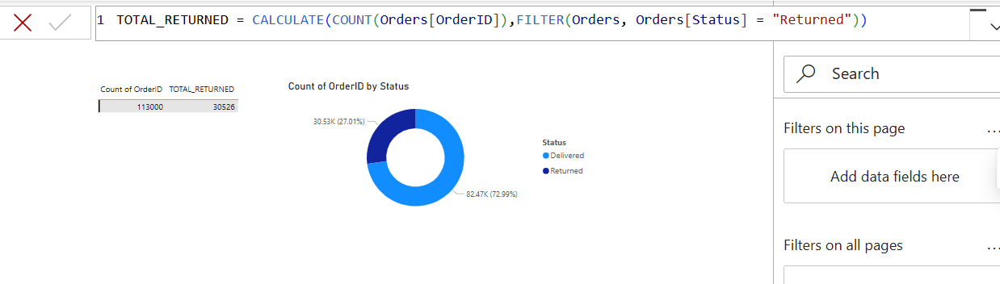 1 TOTAL_RETURNED = CALCULATE(COUNT(Orders[OrderID]),FILTER(Orders, Orders[Status] = "Returned"))
Search
Count of OrderID TOTAL_RETURNED
113000 30526
Count of OrderID by Status
30.53K (27.01%)
82.47K (72.99%)
Status
Delivered
Returned
Filters on this page ...
Add data fields here
Filters on all pages ...